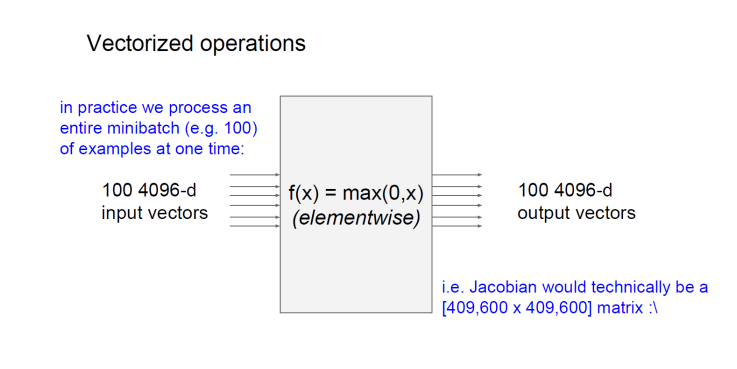 Vectorized operations
in practice we process an
entire minibatch (e.g. 100)
of examples at one time:
100 4096-d
input vectors
f(x) = max(0,x)
(elementwise)
100 4096-d
output vectors
i.e. Jacobian would technically be a
[409,600 x 409,600] matrix :\